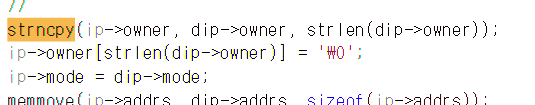 //
strncpy(ip->owner, dip->owner, strlen(dip->owner));
ip->owner[strlen(dip->owner)] = '₩0';
ip->mode = dip->mode;
memmove(ip->addrs, dip->addrs, sizeof(ip->addrs));